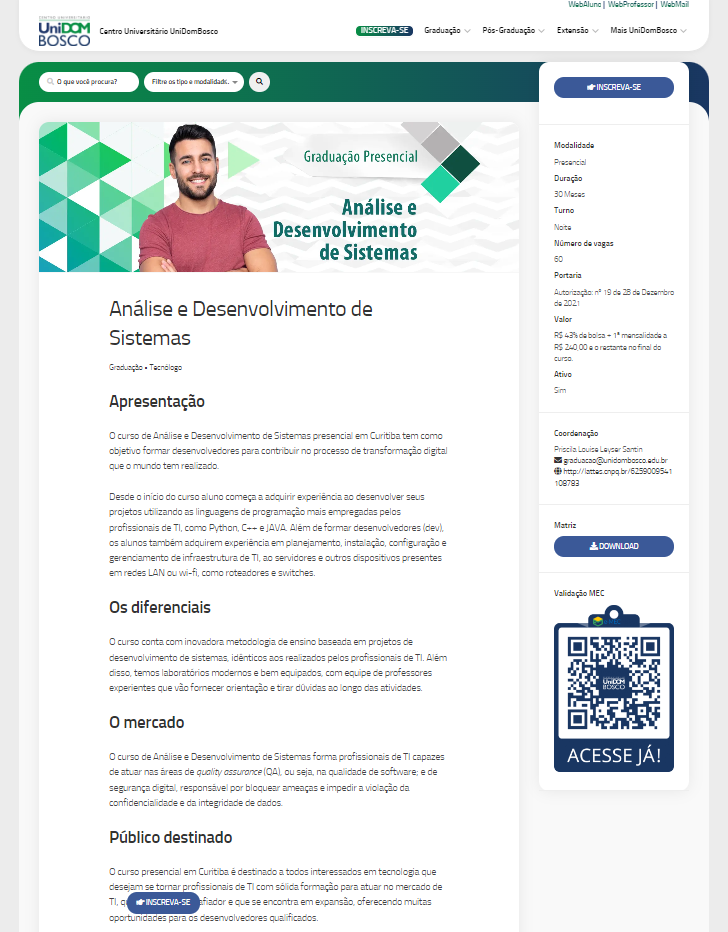 WebAluno | WebProfessor | WebMail
CENTRO UNIVERSITÁRIO
UniDOM
BOSCO
Centro Universitário UniDomBosco
INSCREVA-SE
Graduação
Pós-Graduação
Extensão
Mais UniDomBosco
O que você procura?
Filtre os tipo e modalidade..
Graduação Presencial
Análise e
Desenvolvimento
de Sistemas
Análise e Desenvolvimento de
Sistemas
Graduação • Tecnólogo
Apresentação
O curso de Análise e Desenvolvimento de Sistemas presencial em Curitiba tem como
objetivo formar desenvolvedores para contribuir no processo de transformação digital
que o mundo tem realizado.
Desde o início do curso aluno começa a adquirir experiência ao desenvolver seus
projetos utilizando as linguagens de programação mais empregadas pelos
profissionais de TI, como Python, C++ e JAVA. Além de formar desenvolvedores (dev),
os alunos também adquirem experiência em planejamento, instalação, configuração e
gerenciamento de infraestrutura de TI, ao servidores e outros dispositivos presentes
em redes LAN ou wi-fi, como roteadores e switches.
Os diferenciais
O curso conta com inovadora metodologia de ensino baseada em projetos de
desenvolvimento de sistemas, idênticos aos realizados pelos profissionais de TI. Além
disso, temos laboratórios modernos e bem equipados, com equipe de professores
experientes que vão fornecer orientação e tirar dúvidas ao longo das atividades.
O mercado
O curso de Análise e Desenvolvimento de Sistemas forma profissionais de TI capazes
de atuar nas áreas de quality assurance (QA), ou seja, na qualidade de software; e de
segurança digital, responsável por bloquear ameaças e impedir a violação da
confidencialidade e da integridade de dados.
Público destinado
O curso presencial em Curitiba é destinado a todos interessados em tecnologia que
desejam se tornar profissionais de TI com sólida formação para atuar no mercado de
TI, q afiador e que se encontra em expansão, oferecendo muitas
oportunidades para os desenvolvedores qualificados.
INSCREVA-SE
INSCREVA-SE
Modalidade
Presencial
Duração
30 Meses
Turno
Noite
Número de vagas
60
Portaria
Autorização: nº 19 de 28 de Dezembro
de 2021
Valor
R$ 43% de bolsa + 1ª mensalidade a
R$ 240,00 e o restante no final do
curso.
Ativo
Sim
Coordenação
Priscila Louise Leyser Santin
graduacao@unidombosco.edu.br
http://lattes.cnpq.br/6259009541
108783
Matriz
DOWNLOAD
Validação MEC
UniDOM
BOSCO
ACESSE JÁ!